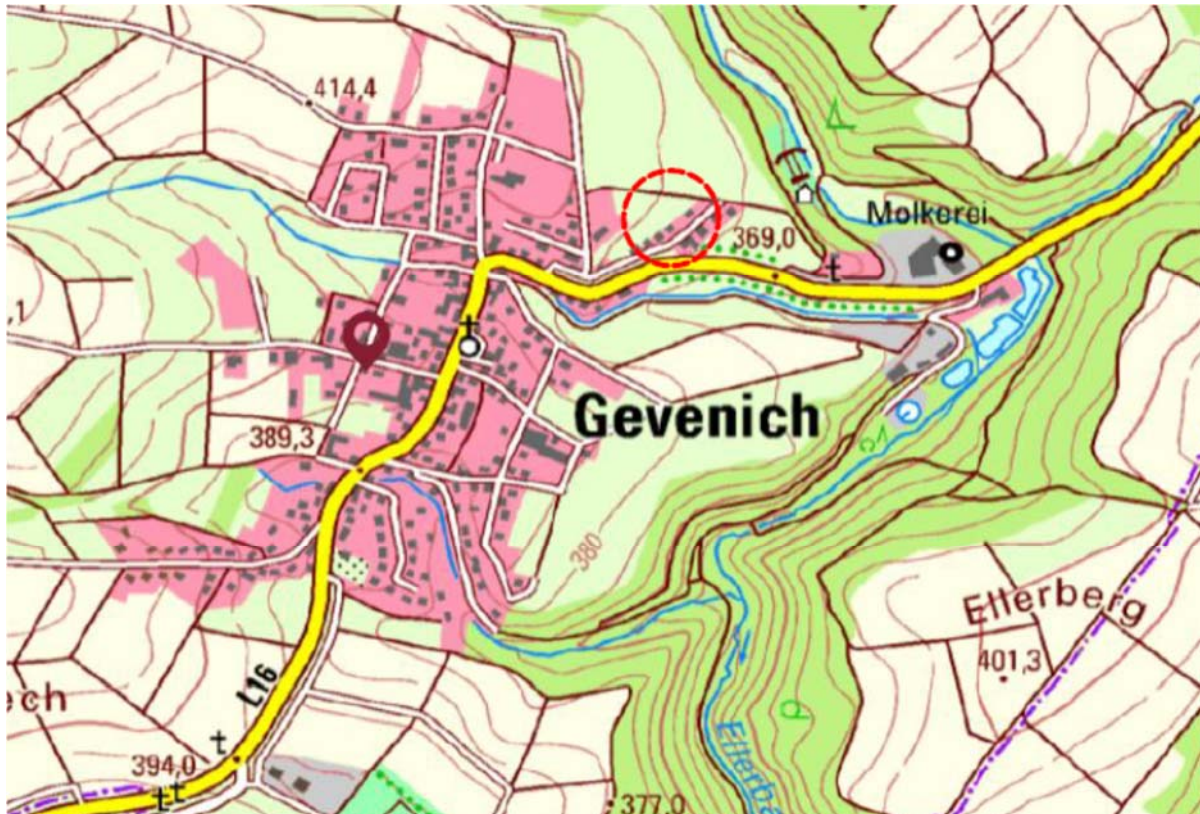 414,4
Molkerei
369,0
,1
Gevenich
389,3
380
Ellerberg
401,3
ech
L16
394,0
Ellerba
377,0